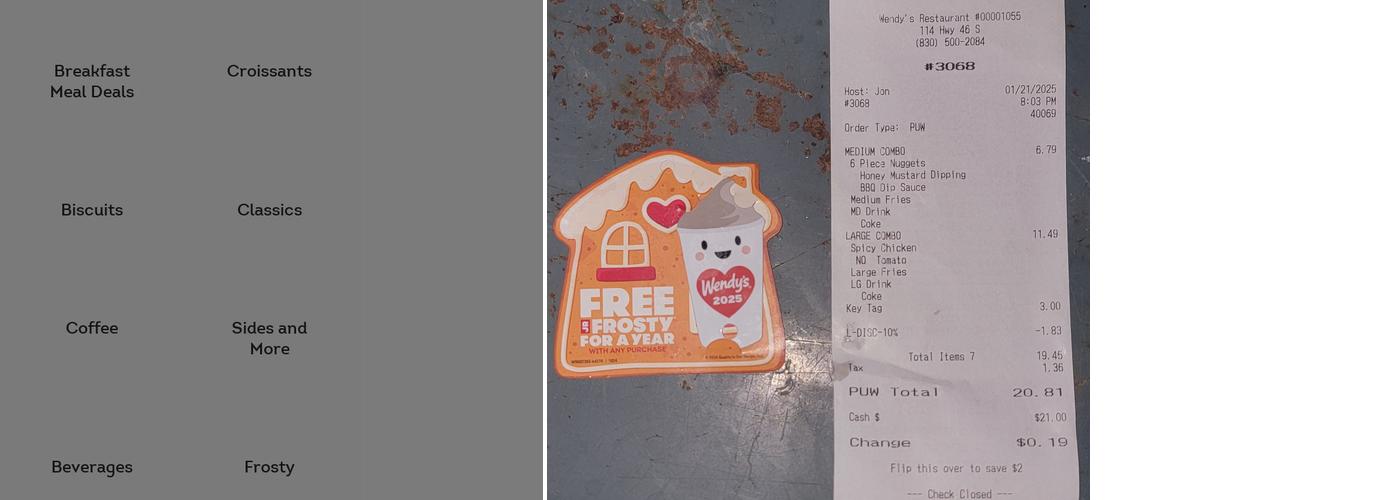 Breakfast
Meal Deals
Croissants
Biscuits
Classics
Coffee
Sides and
More
Beverages
Frosty
Wendy's
2025
FREE
JR
FROSTY
FOR A YEAR
WITH ANY PURCHASE
Wendy's Restaurant #00001055
114 Hwy 46 S
(830) 500-2084
#3068
Host: Jon 01/21/2025
#3068 8:03 PM
40069
Order Type: PUW
MEDIUM COMBO 6.79
6 Piece Nuggets
Honey Mustard Dipping
BBQ Dip Sauce
Medium Fries
MD Drink
Coke
LARGE COMBO 11.49
Spicy Chicken
NO Tomato
Large Fries
LG Drink
Coke
Key Tag 3.00
L-DISC-10% -1.83
Total Items 7 19.45
Tax 1.36
PUW Total 20.81
Cash $ $21.00
Change $0.19
Flip this over to save $2
--- Check Closed ---